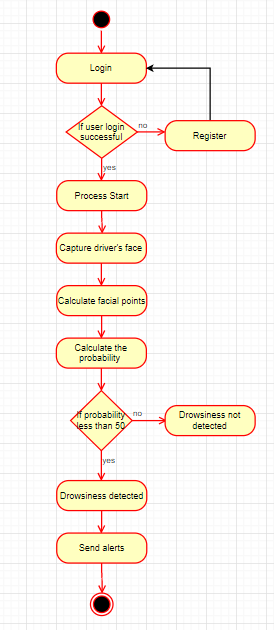 Login
If user login
successful
no
Register
yes
Process Start
Capture driver's face
Calculate facial points
Calculate the
probability
If probability
less than 50
no
Drowsiness not
detected
yes
Drowsiness detected
Send alerts